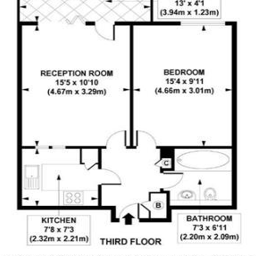 13' x 4'1
(3.94m x 1.23m)
RECEPTION ROOM
15'5 x 10'10
(4.67m x 3.29m)
BEDROOM
15'4 x 9'11
(4.66m x 3.01m)
C
KITCHEN
7'8 x 7'3
(2.32m x 2.21m)
B
BATHROOM
7'3 x 6'11
(2.20m x 2.09m)
THIRD FLOOR